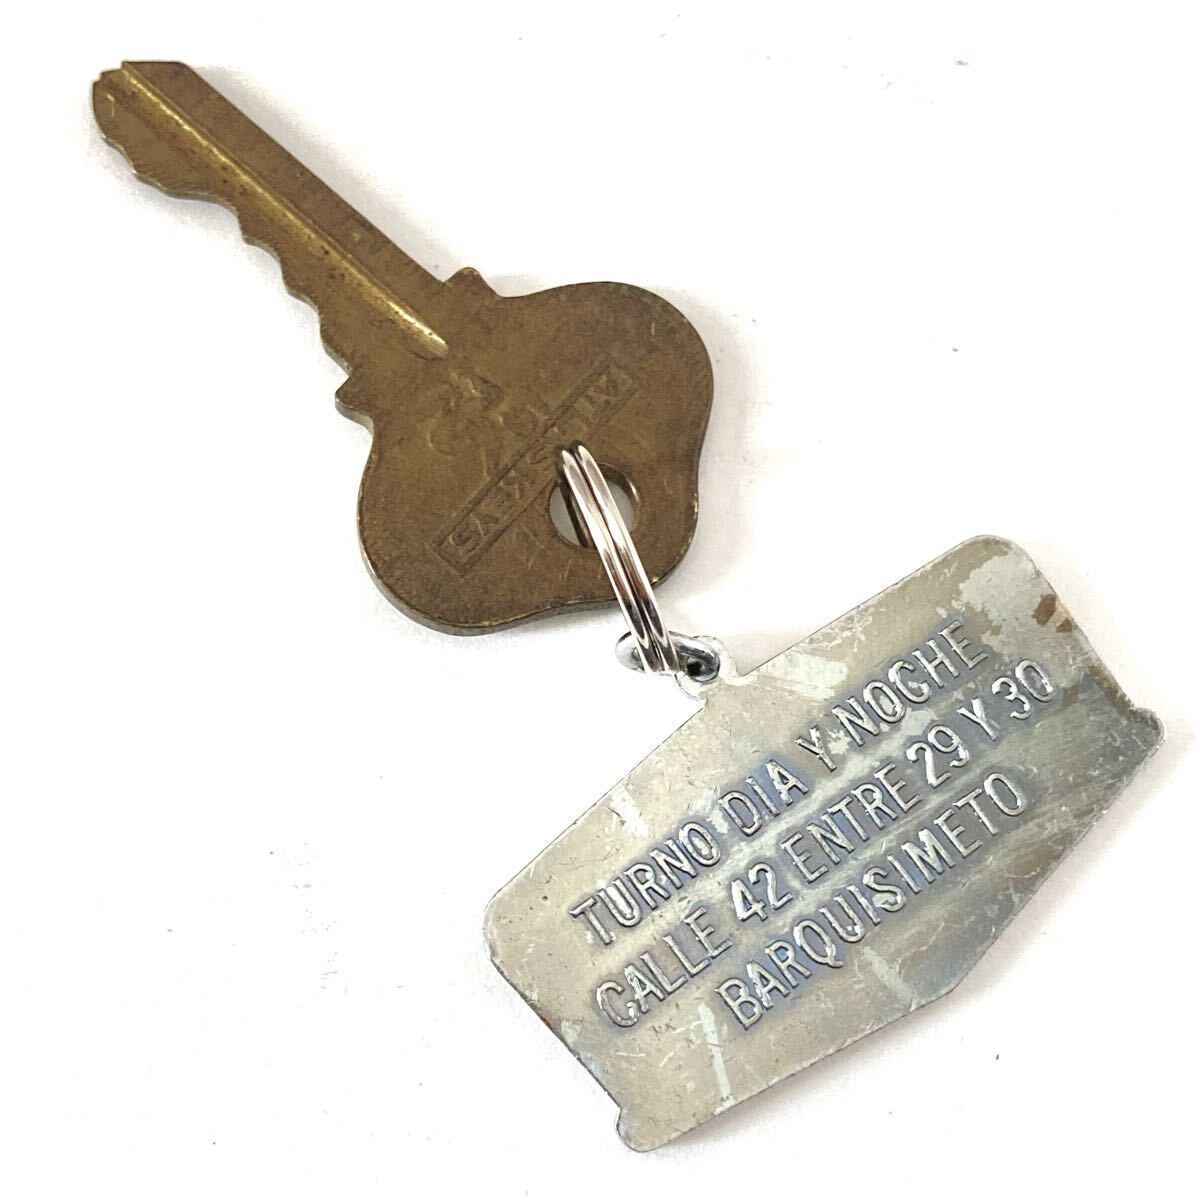 TURNO DIA Y NOCHE
CALLE 42 ENTRE 29 Y 30
BARQUISIMETO